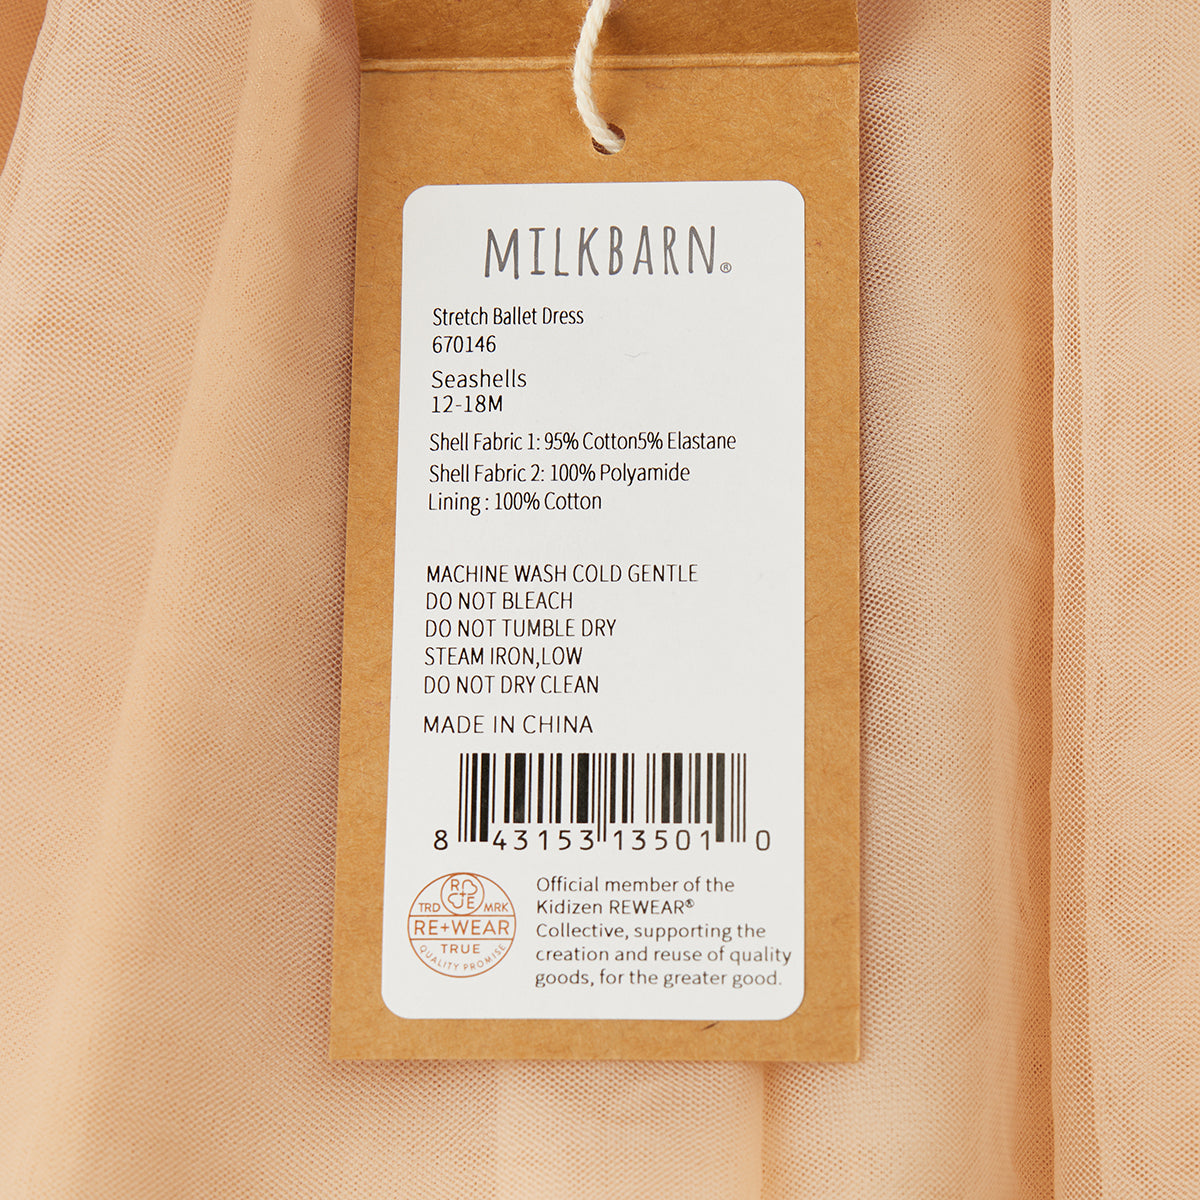 MILKBARN®
Stretch Ballet Dress
670146
Seashells
12-18M
Shell Fabric 1: 95% Cotton5% Elastane
Shell Fabric 2: 100% Polyamide
Lining : 100% Cotton
MACHINE WASH COLD GENTLE
DO NOT BLEACH
DO NOT TUMBLE DRY
STEAM IRON,LOW
DO NOT DRY CLEAN
MADE IN CHINA
8 43153 13501 0
R
E
TRD MRK
RE+WEAR
TRUE
QUALITY PROMISE
Official member of the
Kidizen REWEAR®
Collective, supporting the
creation and reuse of quality
goods, for the greater good.